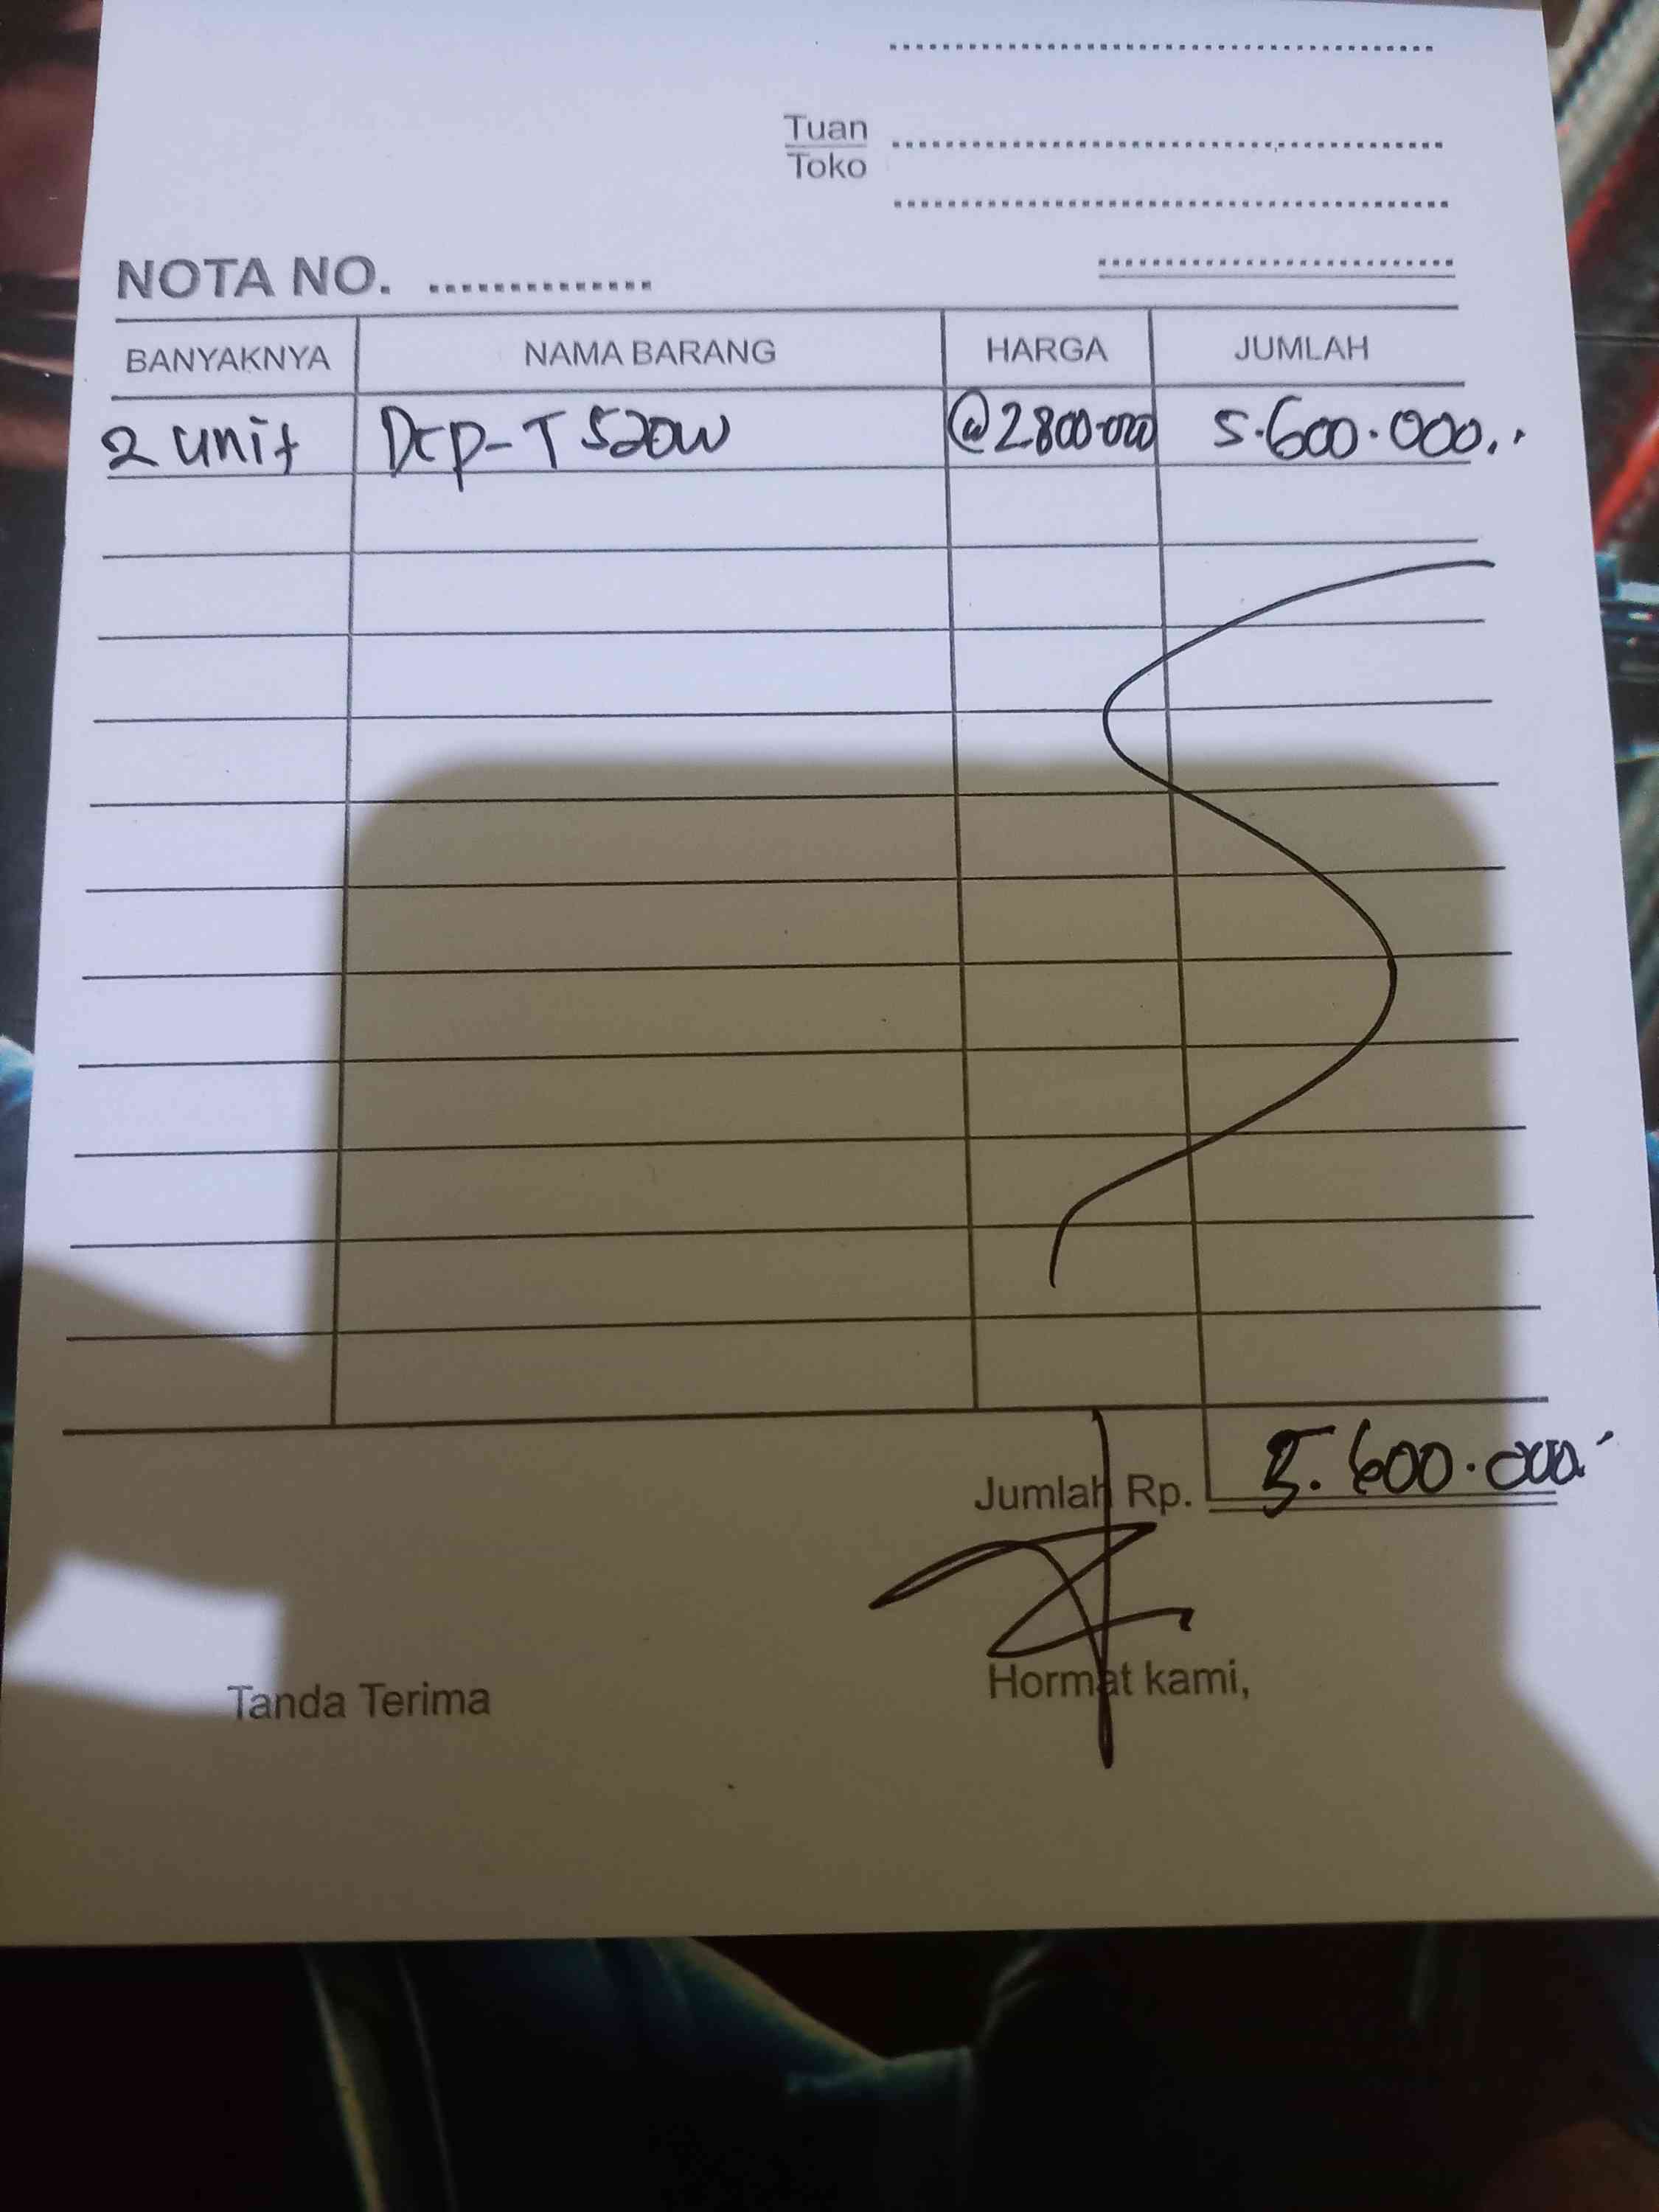 Tuan
Toko
NOTA NO. ..............
BANYAKNYA NAMA BARANG HARGA JUMLAH
2 unit Dcp-T 520W @2800.000 5.600.000,.
Jumlah Rp. 5.600.000.
Tanda Terima Hormat kami,